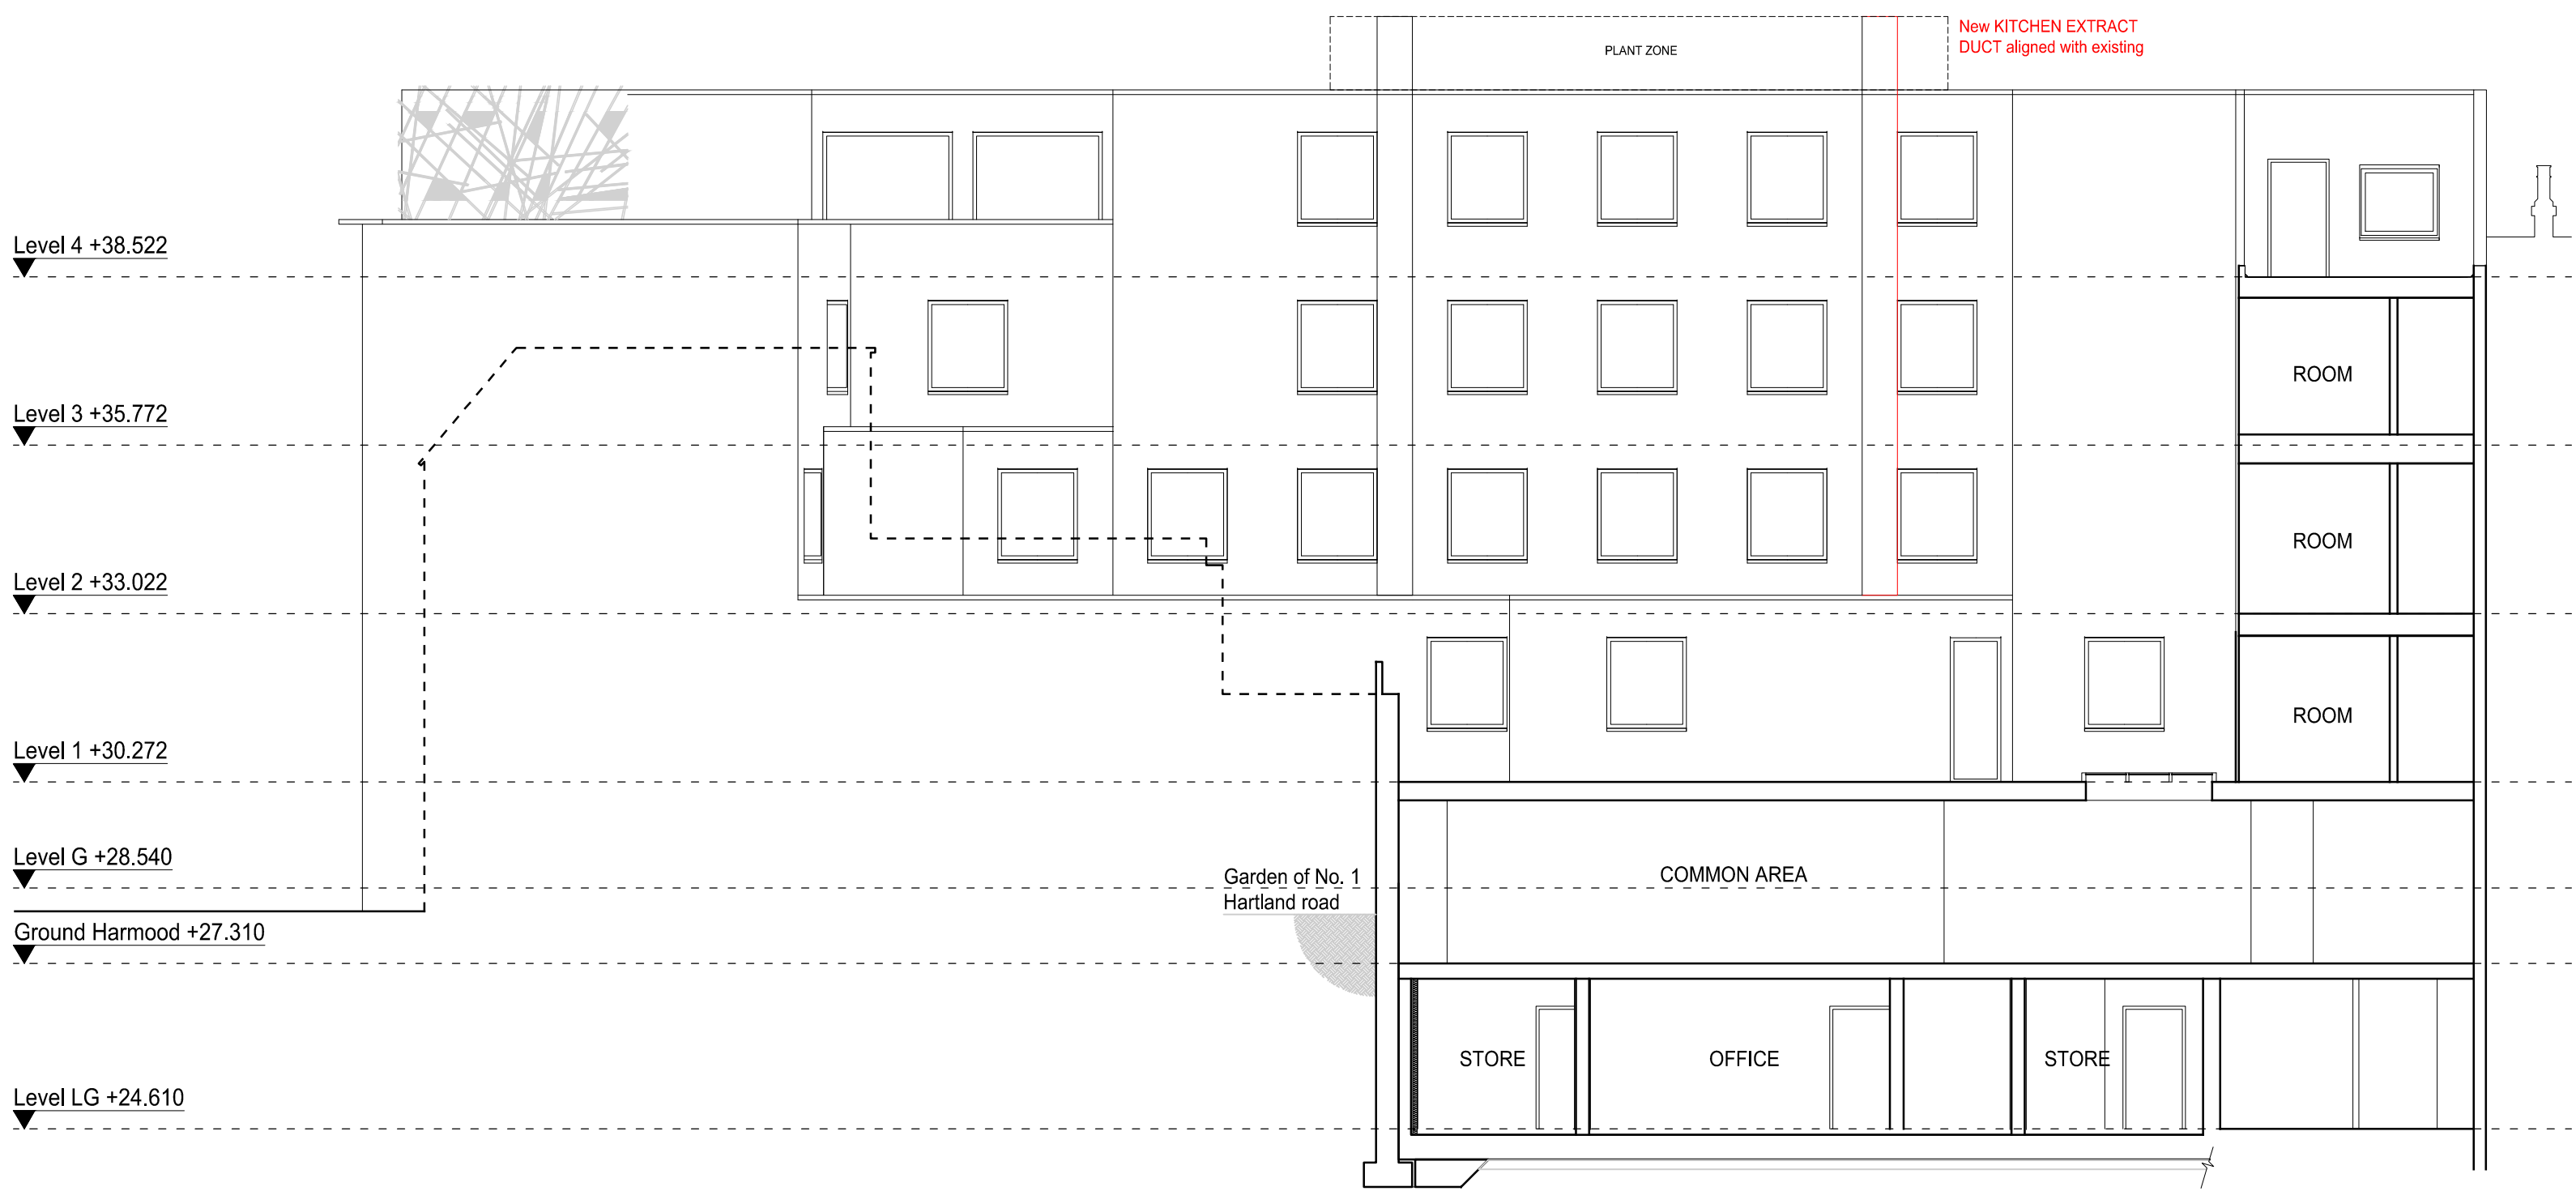 New KITCHEN EXTRACT
DUCT aligned with existing
PLANT ZONE
Level 4 +38.522
ROOM
Level 3 +35.772
ROOM
Level 2 +33.022
ROOM
Level 1 +30.272
Level G +28.540
COMMON AREA
Garden of No. 1
Hartland road
Ground Harmood +27.310
STORE
OFFICE
STORE
Level LG +24.610